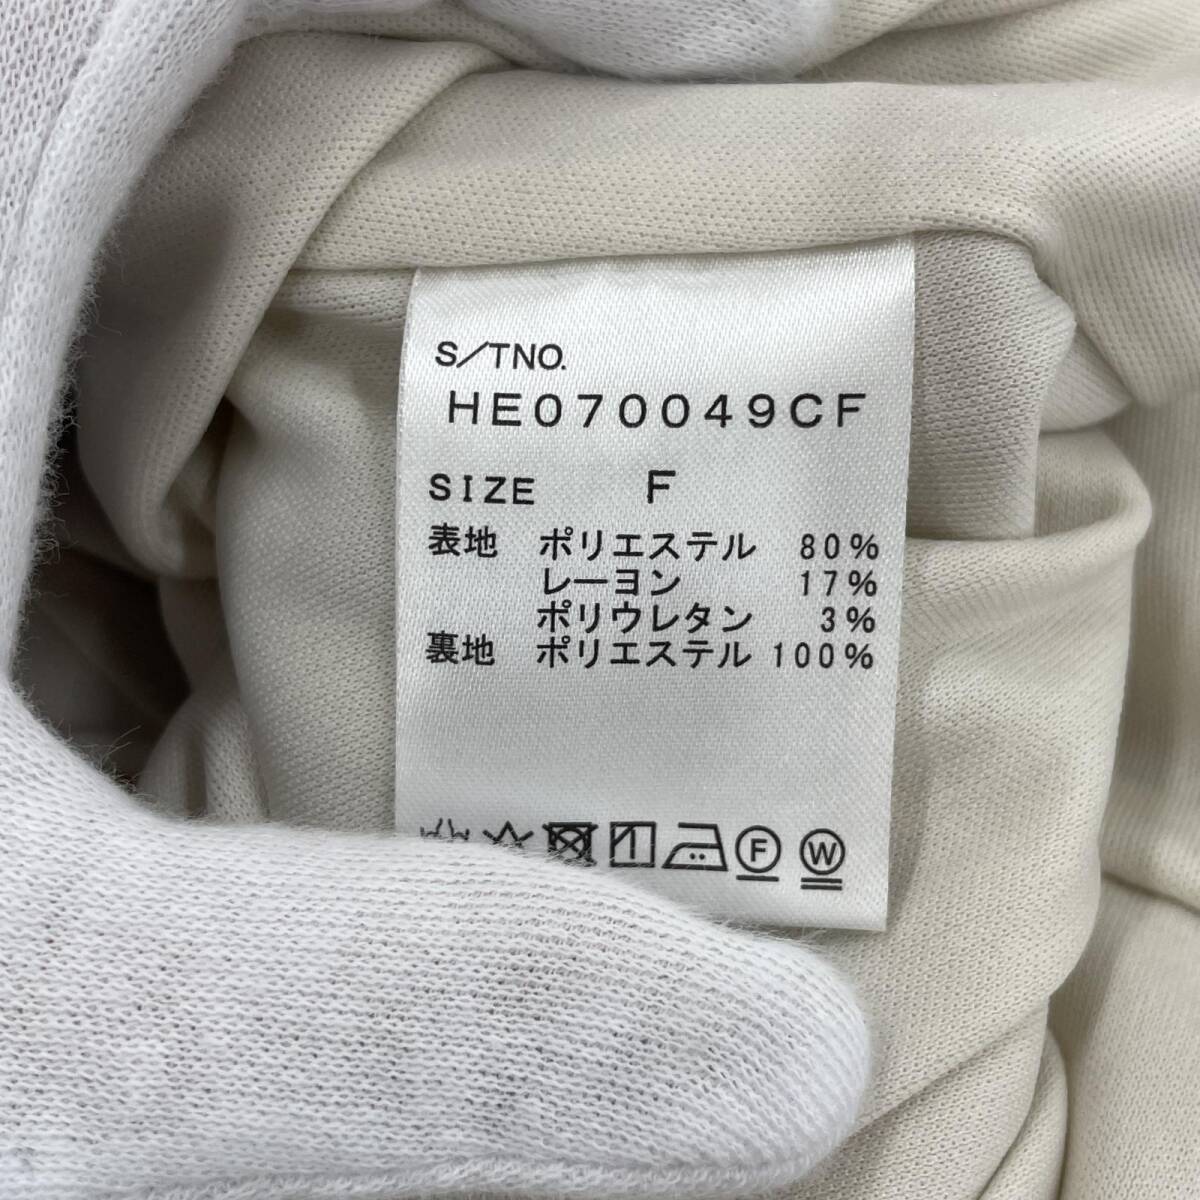 S/TNO.
HE070049CF
SIZE F
表地 ポリエステル 80%
レーヨン 17%
ポリウレタン 3%
裏地 ポリエステル 100%
F W